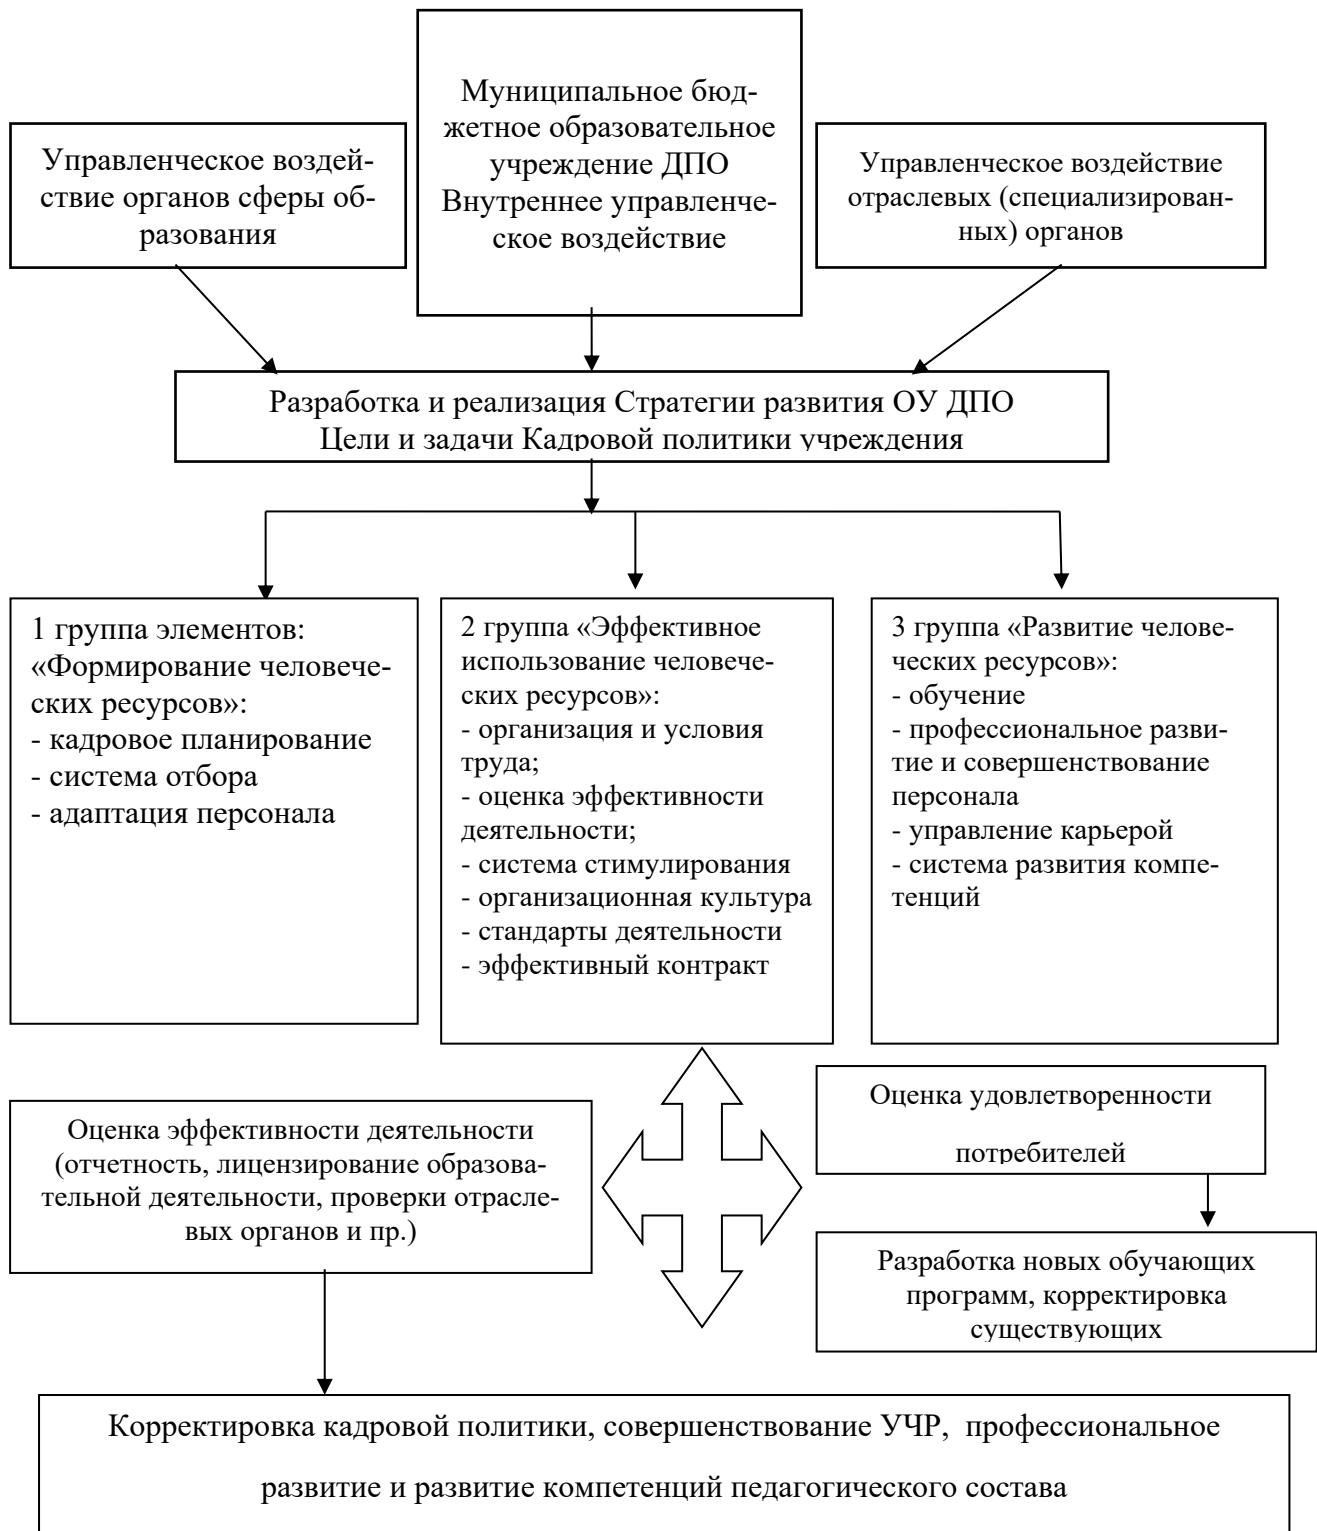 Муниципальное бюд-
жетное образовательное
учреждение ДПО
Внутреннее управленче-
ское воздействие
Управленческое воздей-
ствие органов сферы об-
разования
Управленческое воздействие
отраслевых (специализирован-
ных) органов
Разработка и реализация Стратегии развития ОУ ДПО
Цели и задачи Кадровой политики учреждения
1 группа элементов:
«Формирование человече-
ских ресурсов»:
- кадровое планирование
- система отбора
- адаптация персонала
2 группа «Эффективное
использование человече-
ских ресурсов»:
- организация и условия
труда;
- оценка эффективности
деятельности;
- система стимулирования
- организационная культура
- стандарты деятельности
- эффективный контракт
3 группа «Развитие челове-
ческих ресурсов»:
- обучение
- профессиональное разви-
тие и совершенствование
персонала
- управление карьерой
- система развития компе-
тенций
Оценка эффективности деятельности
(отчетность, лицензирование образова-
тельной деятельности, проверки отрасле-
вых органов и пр.)
Оценка удовлетворенности
потребителей
Разработка новых обучающих
программ, корректировка
существующих
Корректировка кадровой политики, совершенствование УЧР,  профессиональное
развитие и развитие компетенций педагогического состава